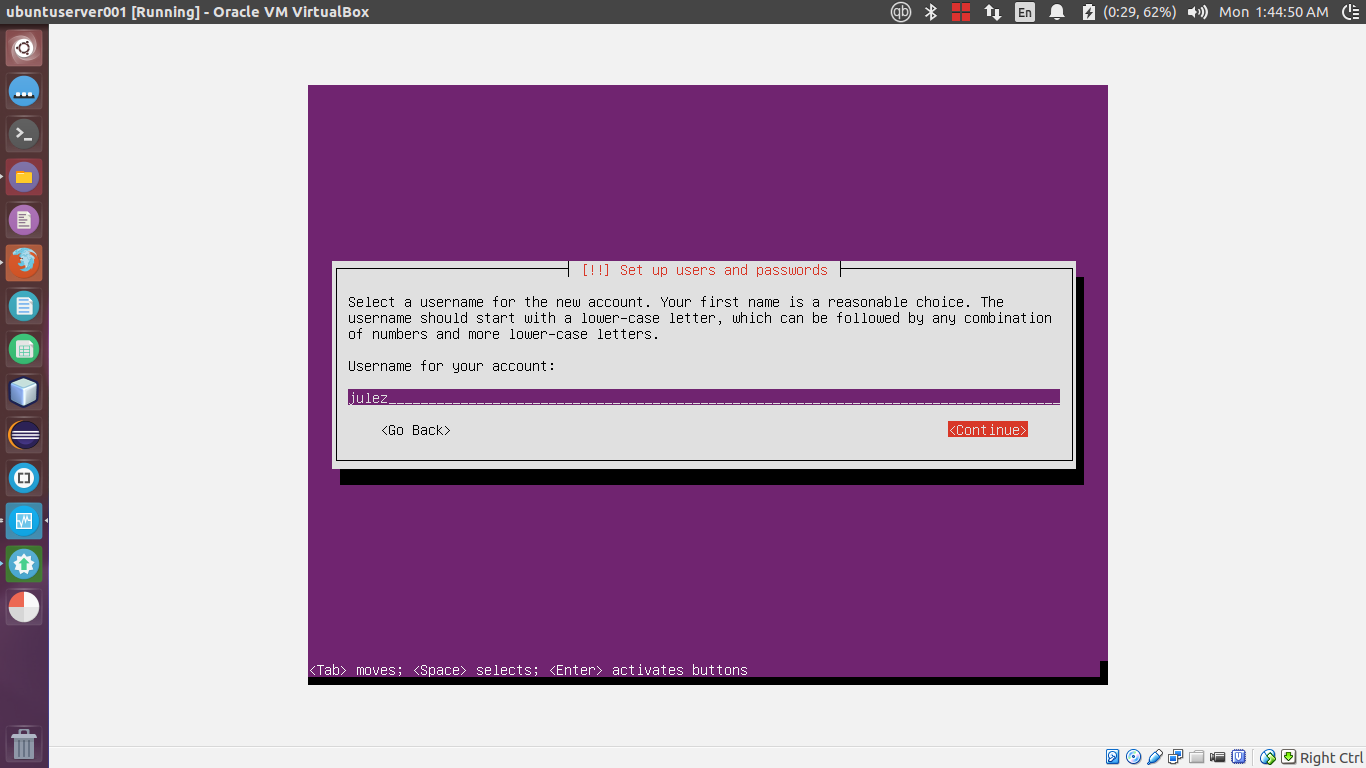 ubuntuserver001 [Running] - Oracle VM VirtualBox
qb En (0:29, 62%) Mon 1:44:50 AM
[!!] Set up users and passwords
Select a username for the new account. Your first name is a reasonable choice. The
username should start with a lower-case letter, which can be followed by any combination
of numbers and more lower-case letters.
Username for your account:
julez
<Go Back> <Continue>
<Tab> moves; <Space> selects; <Enter> activates buttons
Right Ctrl